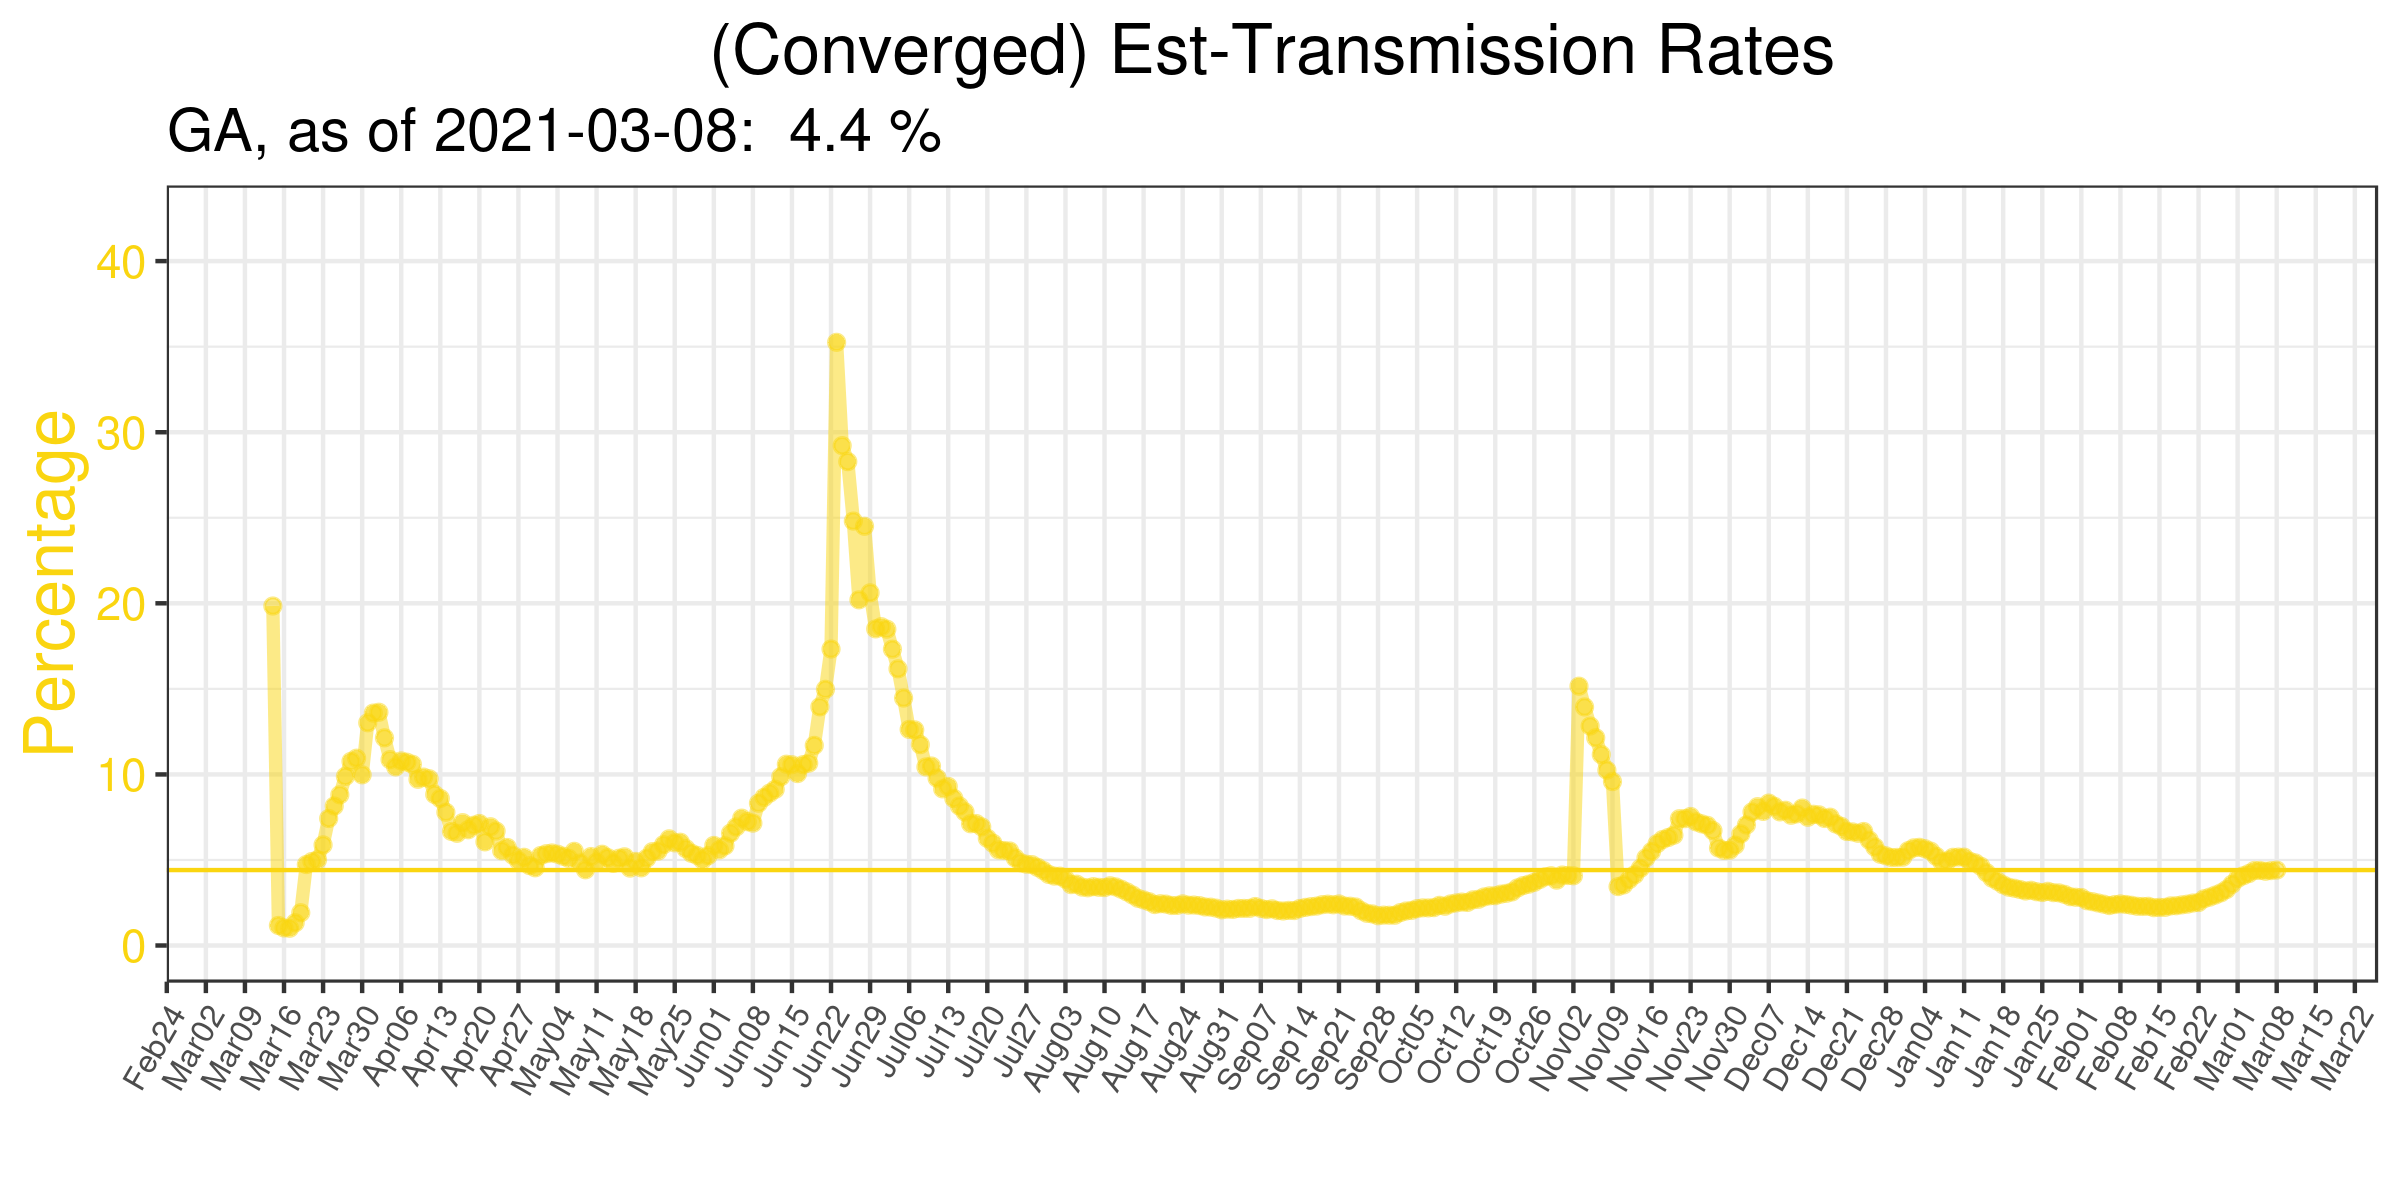 (Converged) Est-Transmission Rates
GA, as of 2021-03-08:  4.4 %
Percentage
40
30
20
10
0
Feb24
Mar02
Mar09
Mar16
Mar23
Mar30
Apr06
Apr13
Apr20
Apr27
May04
May11
May18
May25
Jun01
Jun08
Jun15
Jun22
Jun29
Jul06
Jul13
Jul20
Jul27
Aug03
Aug10
Aug17
Aug24
Aug31
Sep07
Sep14
Sep21
Sep28
Oct05
Oct12
Oct19
Oct26
Nov02
Nov09
Nov16
Nov23
Nov30
Dec07
Dec14
Dec21
Dec28
Jan04
Jan11
Jan18
Jan25
Feb01
Feb08
Feb15
Feb22
Mar01
Mar08
Mar15
Mar22